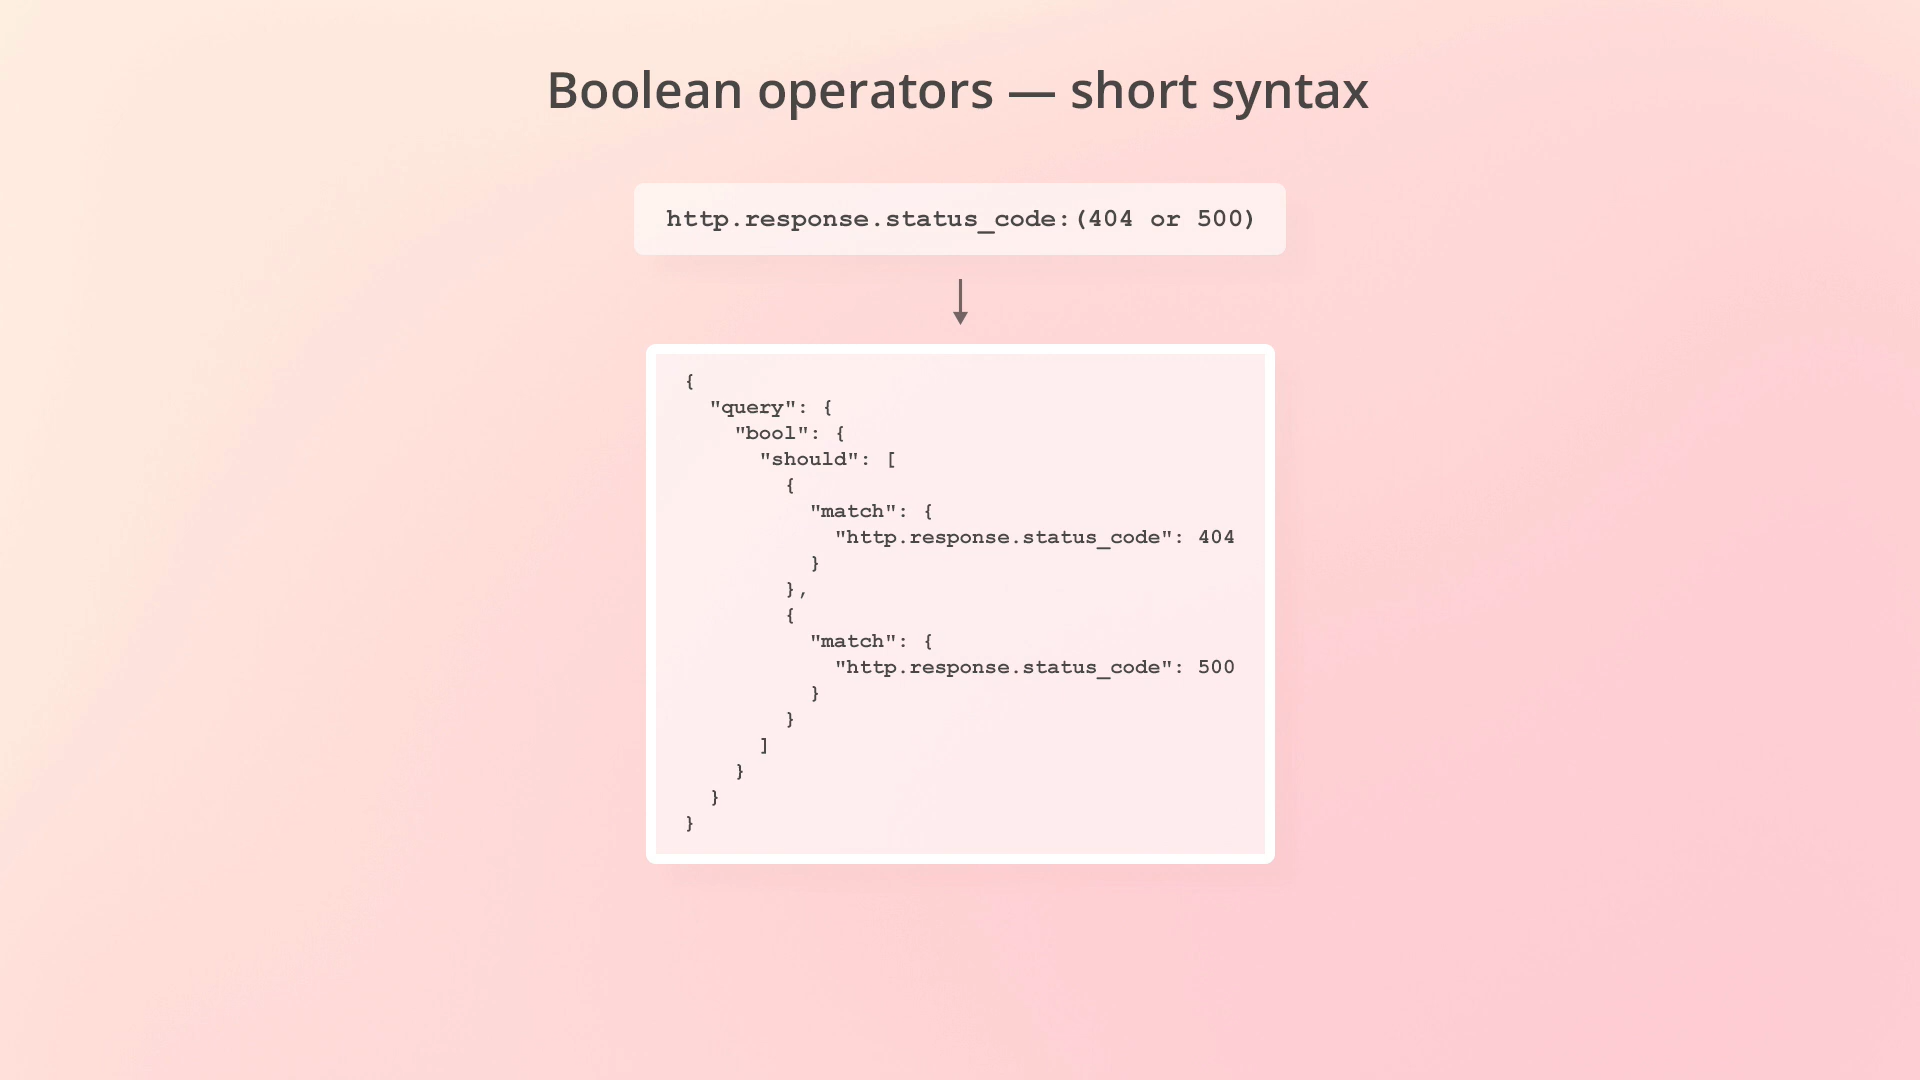 Boolean operators — short syntax
http.response.status_code:(404 or 500)
{
  "query": {
    "bool": {
      "should": [
        {
          "match": {
            "http.response.status_code": 404
          }
        },
        {
          "match": {
            "http.response.status_code": 500
          }
        }
      ]
    }
  }
}